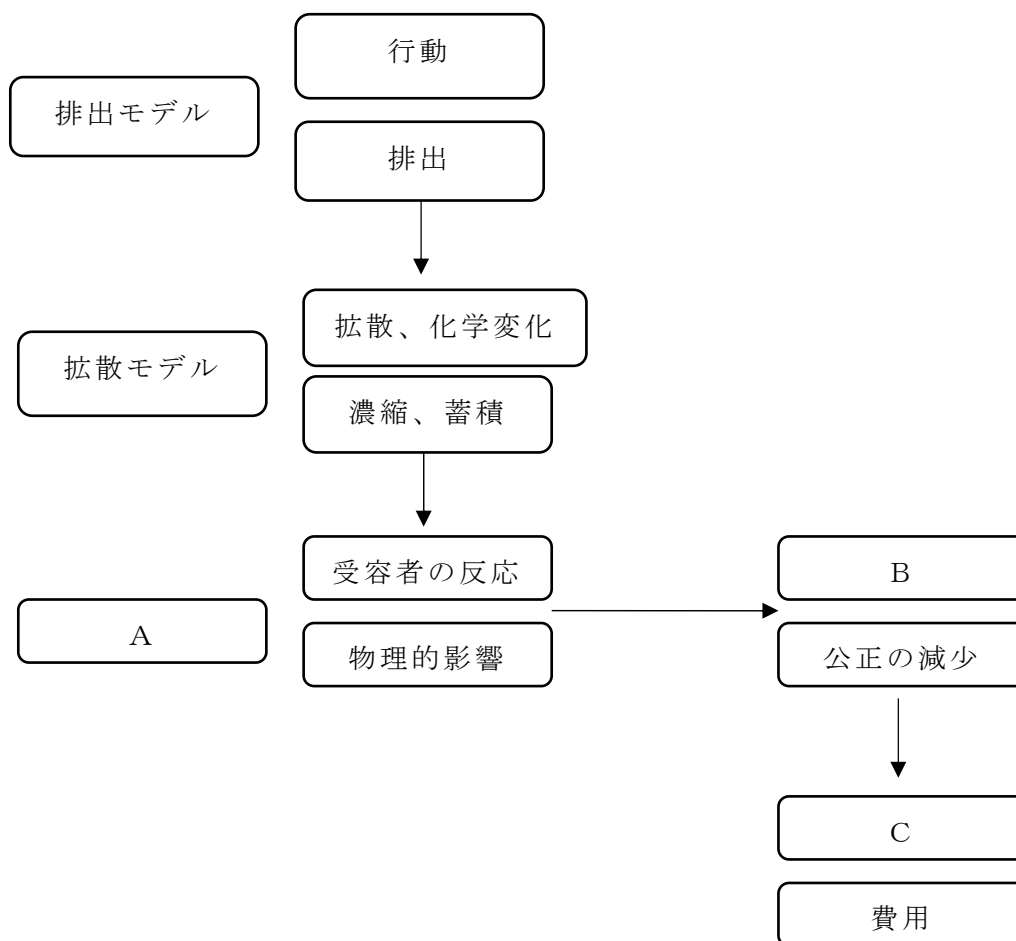 行動
排出モデル
排出
拡散、化学変化
拡散モデル
濃縮、蓄積
受容者の反応
B
A
物理的影響
公正の減少
C
費用